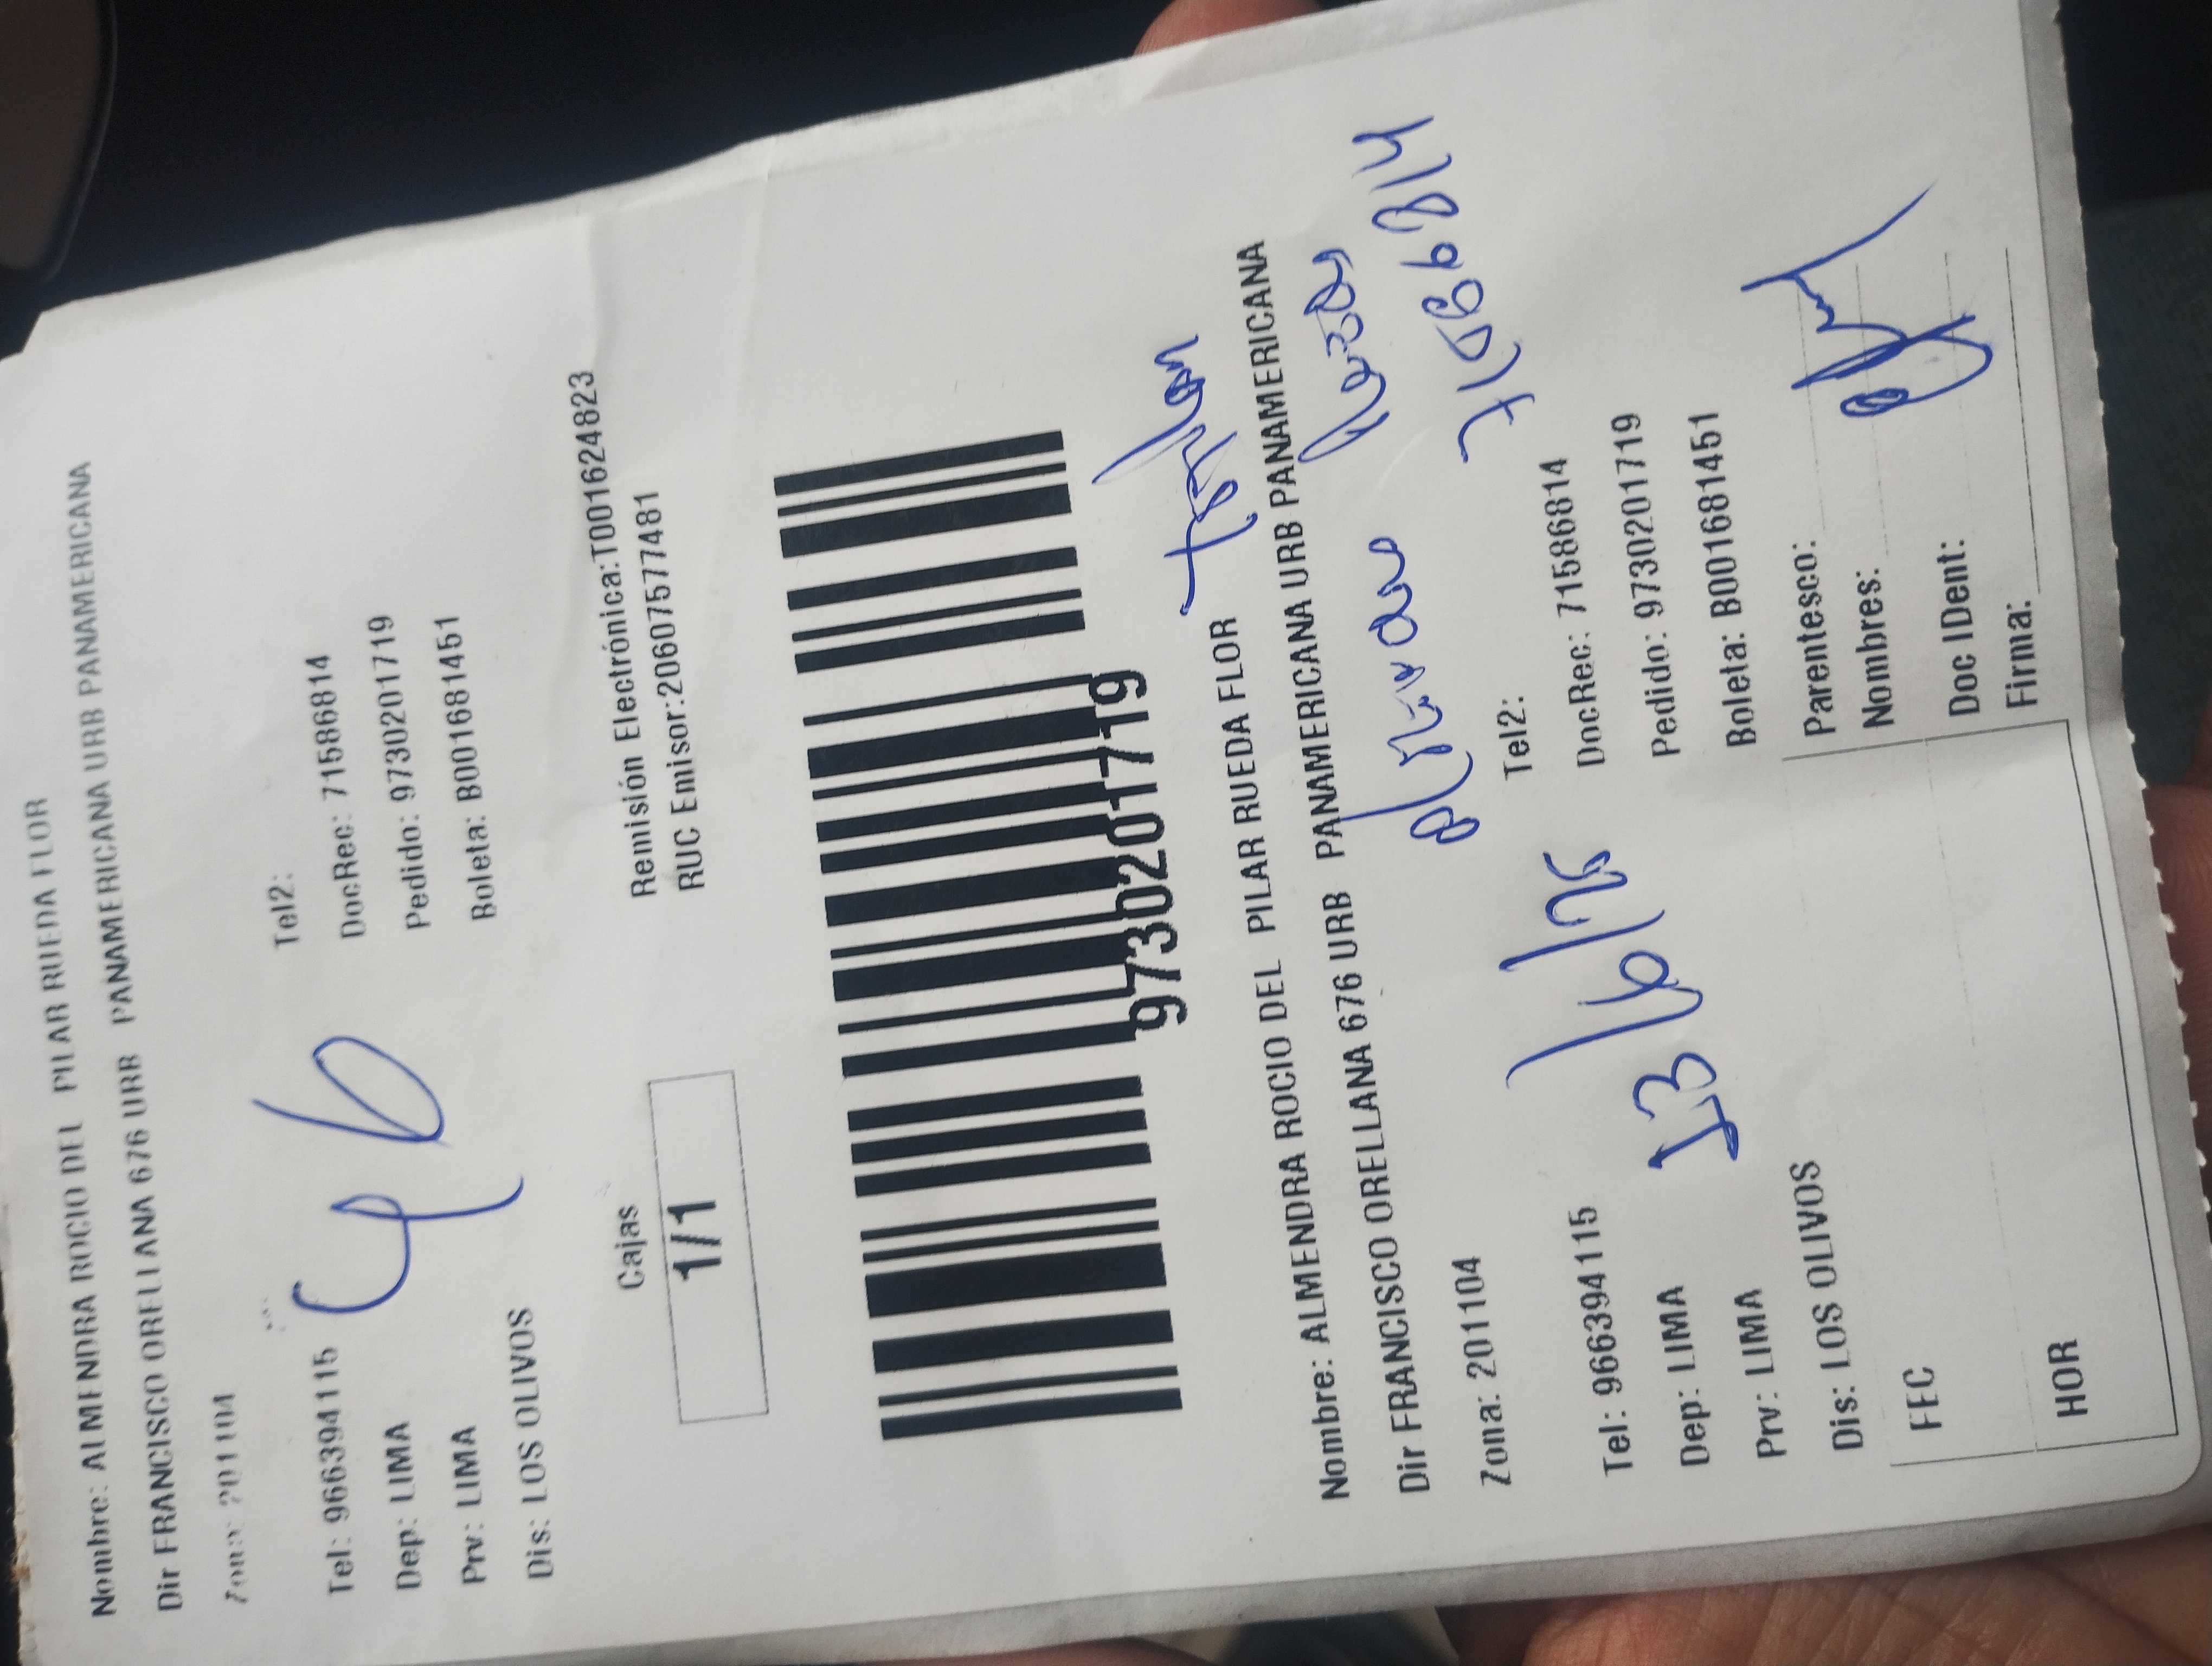 Nombre: ALMENDRA ROCIO DEL PILAR RUEDA FLOR
Dir FRANCISCO ORELLANA 676 URB PANAMERICANA URB PANAMERICANA
Zona: 201104
Tel: 966394115 Tel2:
Dep: LIMA DocRec: 71586814
Prv: LIMA Pedido: 9730201719
Dis: LOS OLIVOS Boleta: B001681451
Cajas
1/1
Remisión Electrónica:T001624823
RUC Emisor:20607577481
9730201719
Nombre: ALMENDRA ROCIO DEL PILAR RUEDA FLOR
Dir FRANCISCO ORELLANA 676 URB PANAMERICANA URB PANAMERICANA
Zona: 201104
71586814
13/6/26
Tel: 966394115 Tel2:
Dep: LIMA DocRec: 71586814
Prv: LIMA Pedido: 9730201719
Dis: LOS OLIVOS Boleta: B001681451
FEC
HOR
Parentesco:
Nombres:
Doc IDent:
Firma: